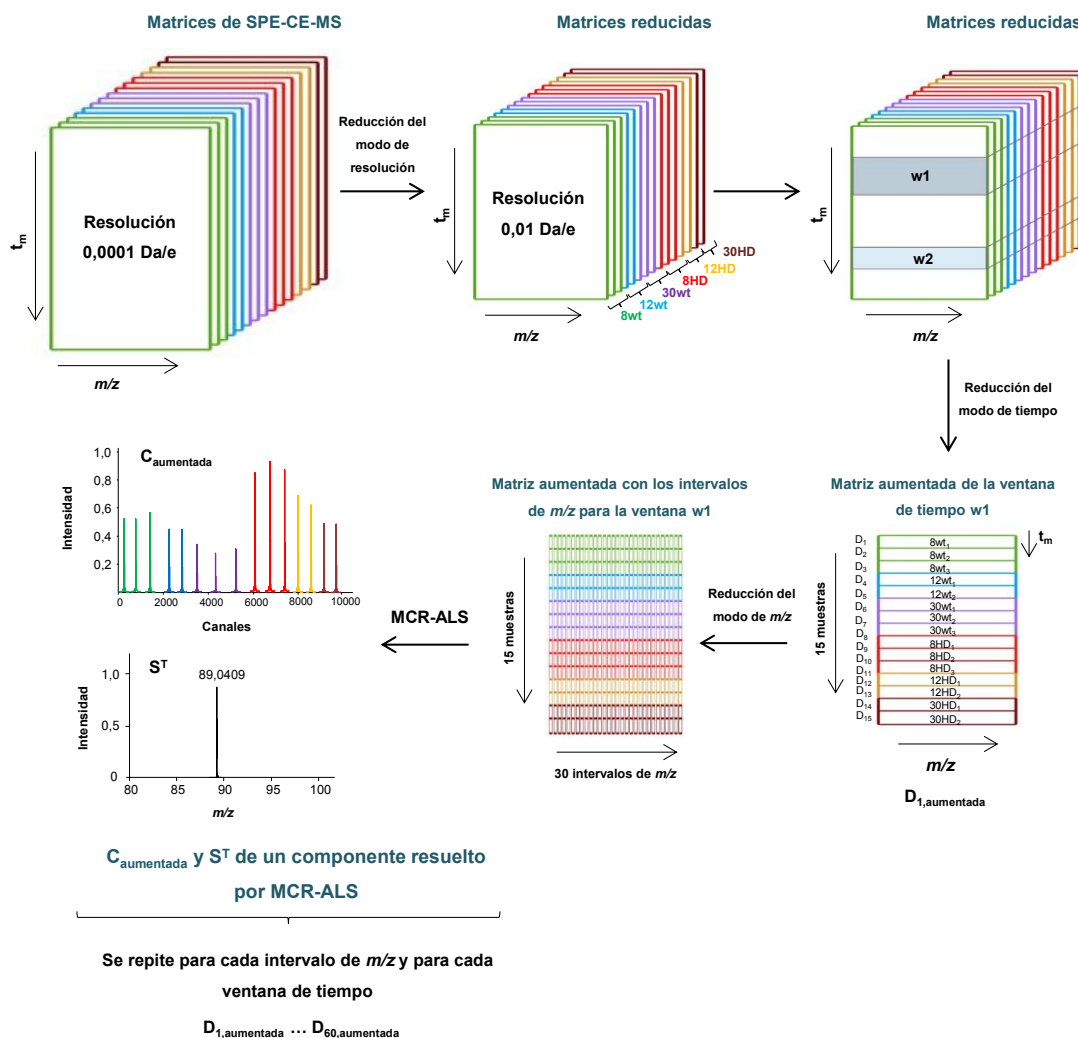 Matrices de SPE-CE-MS
Resolución
0,0001 Da/e
t_m
m/z
Reducción del
modo de
resolución
Matrices reducidas
Resolución
0,01 Da/e
t_m
m/z
8wt
12wt
30wt
8HD
12HD
30HD
Matrices reducidas
w1
w2
t_m
m/z
Reducción del
modo de tiempo
Matriz aumentada de la ventana
de tiempo w1
t_m
15 muestras
D₁ 8wt₁
D₂ 8wt₂
D₃ 8wt₃
D₄ 12wt₁
D₅ 12wt₂
D₆ 30wt₁
D₇ 30wt₂
D₈ 30wt₃
D₉ 8HD₁
D₁₀ 8HD₂
D₁₁ 8HD₃
D₁₂ 12HD₁
D₁₃ 12HD₂
D₁₄ 30HD₁
D₁₅ 30HD₂
m/z
D₁,aumentada
Reducción del
modo de m/z
Matriz aumentada con los intervalos
de m/z para la ventana w1
15 muestras
30 intervalos de m/z
MCR-ALS
C aumentada
Intensidad
1,0
0,8
0,6
0,4
0,2
0 2000 4000 6000 8000 10000
Canales
Sᵀ
89,0409
Intensidad
1,0
0,5
0
80 85 90 95 100
m/z
C aumentada y Sᵀ de un componente resuelto
por MCR-ALS
Se repite para cada intervalo de m/z y para cada
ventana de tiempo
D₁,aumentada … D₆₀,aumentada